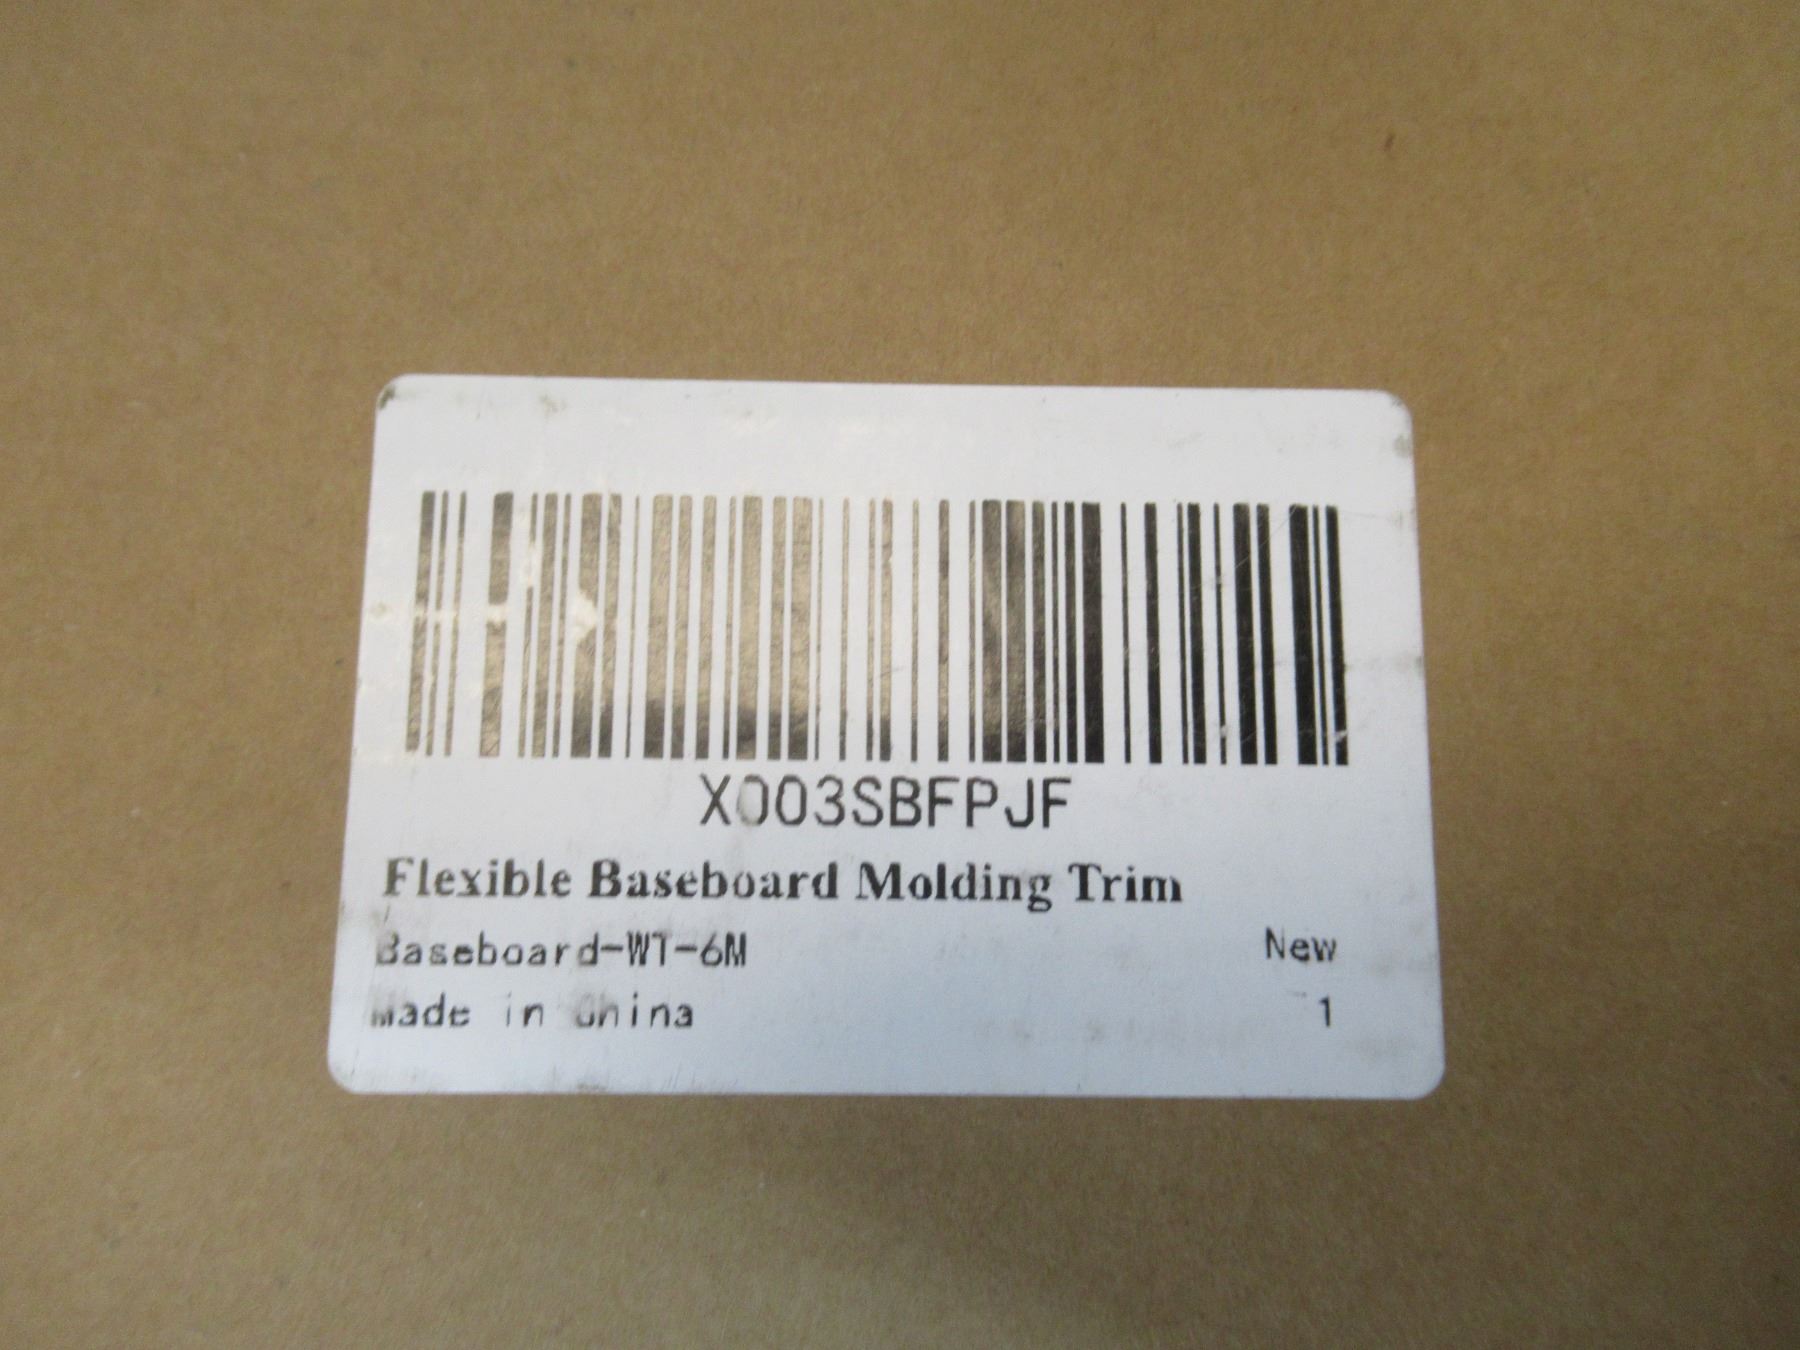 X003SBFPJF
Flexible Baseboard Molding Trim
Baseboard-WT-6M New
Made in China 1